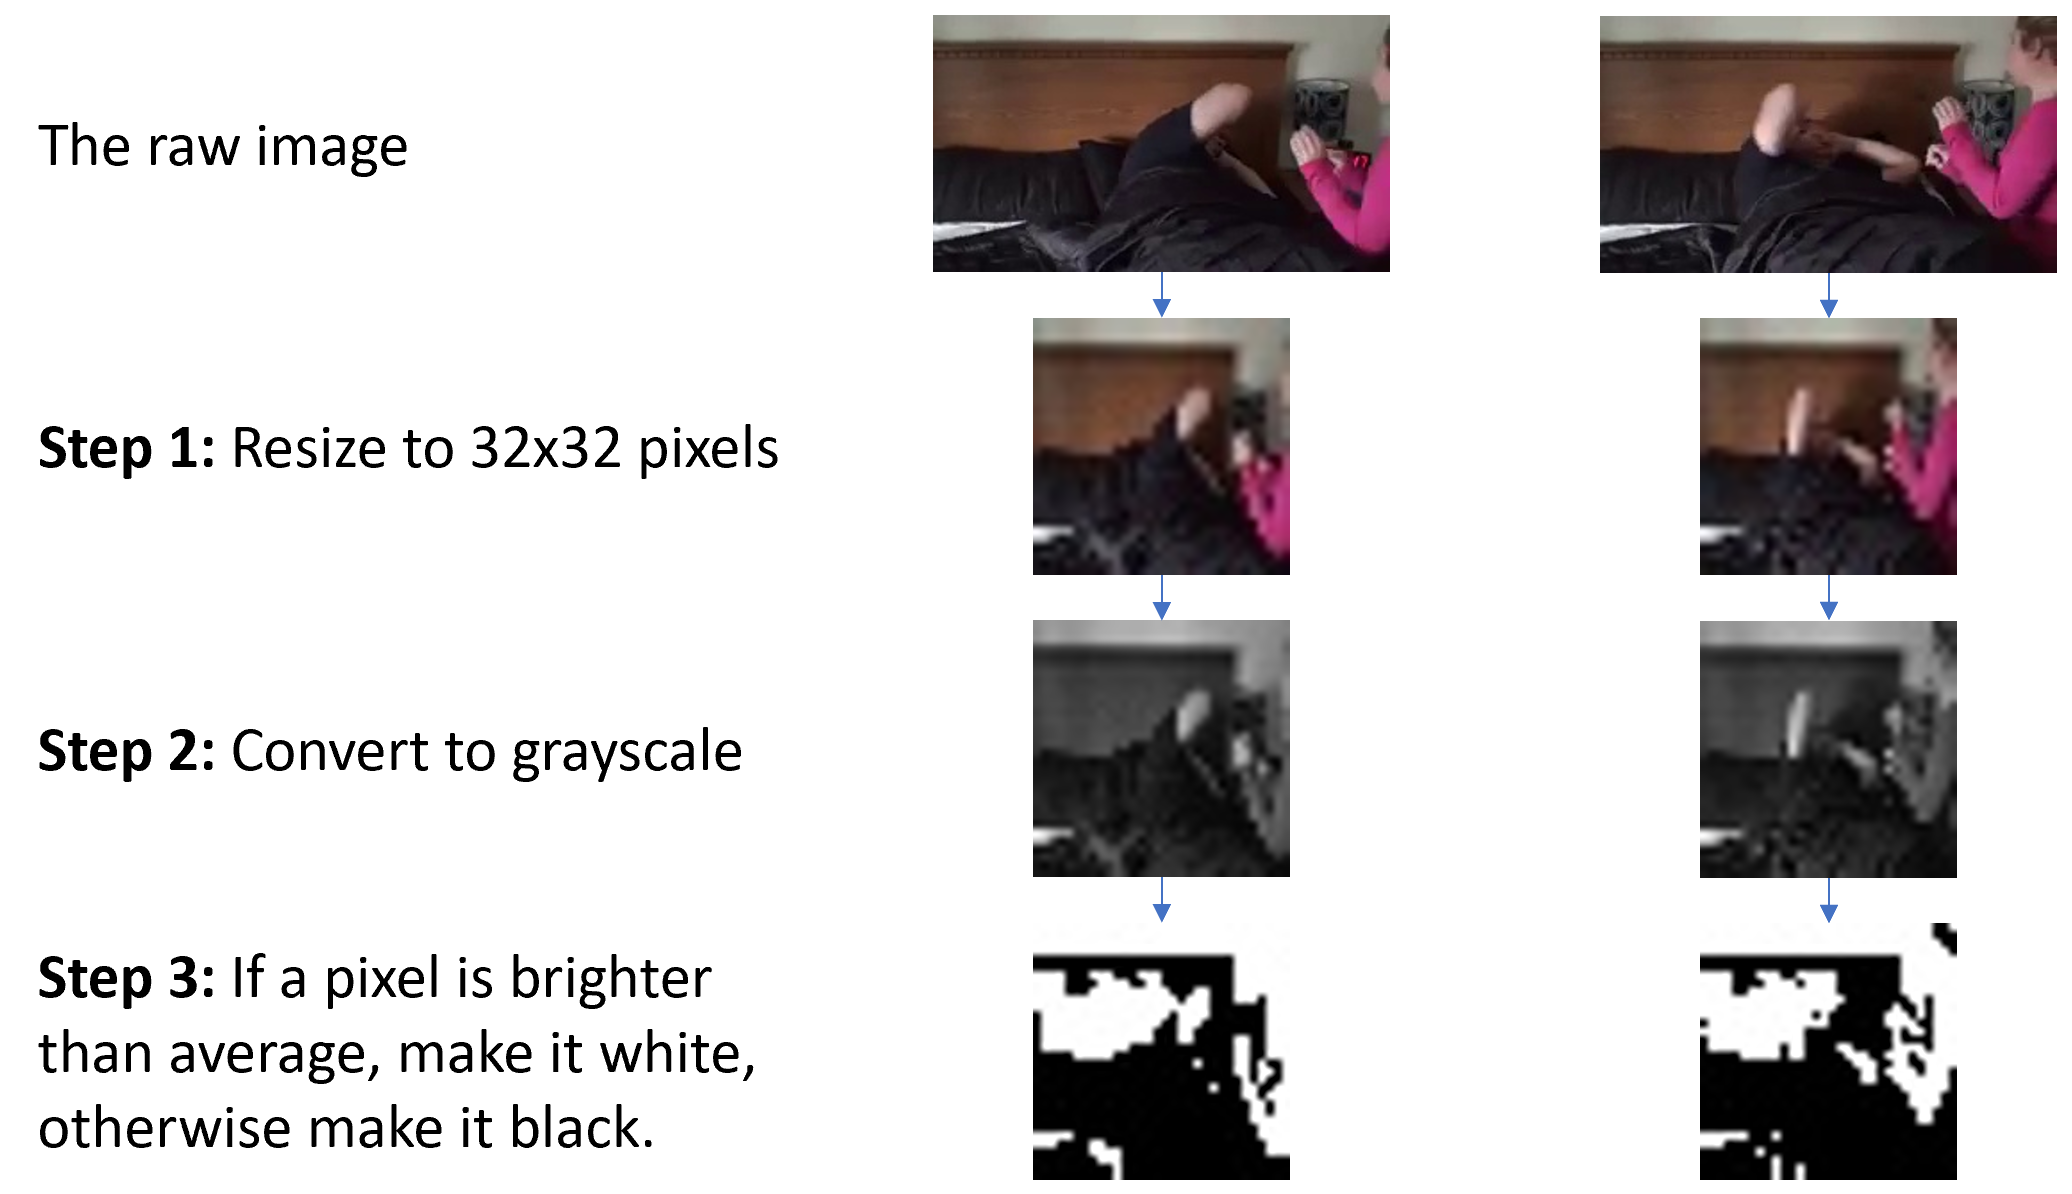 The raw image
Step 1: Resize to 32x32 pixels
Step 2: Convert to grayscale
Step 3: If a pixel is brighter
than average, make it white,
otherwise make it black.